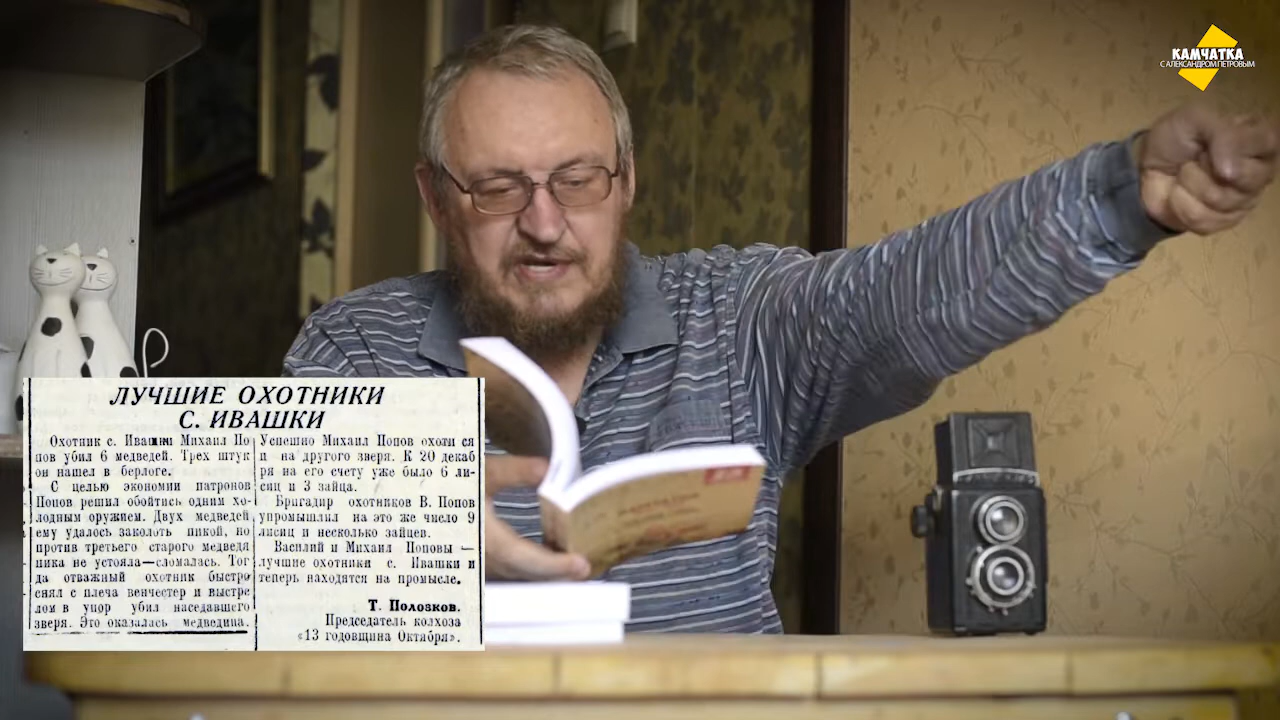 КАМЧАТКА
С АЛЕКСАНДРОМ ПЕТРОВЫМ
ЛУЧШИЕ ОХОТНИКИ
С. ИВАШКИ
Охотник с. Ивашки Михаил По
пов убил 6 медведей. Трех штук
он нашел в берлоге.
С целью экономии патронов
Попов решил обойтись одним хо-
лодным оружием. Двух медведей
ему удалось заколоть пикой, но
против третьего старого медведя
пика не устояла—сломалась. Тог
да отважный охотник быстро
снял с плеча венчестер и выстре
лом в упор убил наседавшего
зверя. Это оказалась медведица.
Успешно Михаил Попов охоти ся
и на другого зверя. К 20 декаб
ря на его счету уже было 6 ли-
сиц и 3 зайца.
Бригадир охотников В. Попов
упромышлил на это же число 9
лисиц и несколько зайцев.
Василий и Михаил Поповы —
лучшие охотники с. Ивашки и
теперь находятся на промысле.
Т. Полозков.
Председатель колхоза
«13 годовщина Октября».